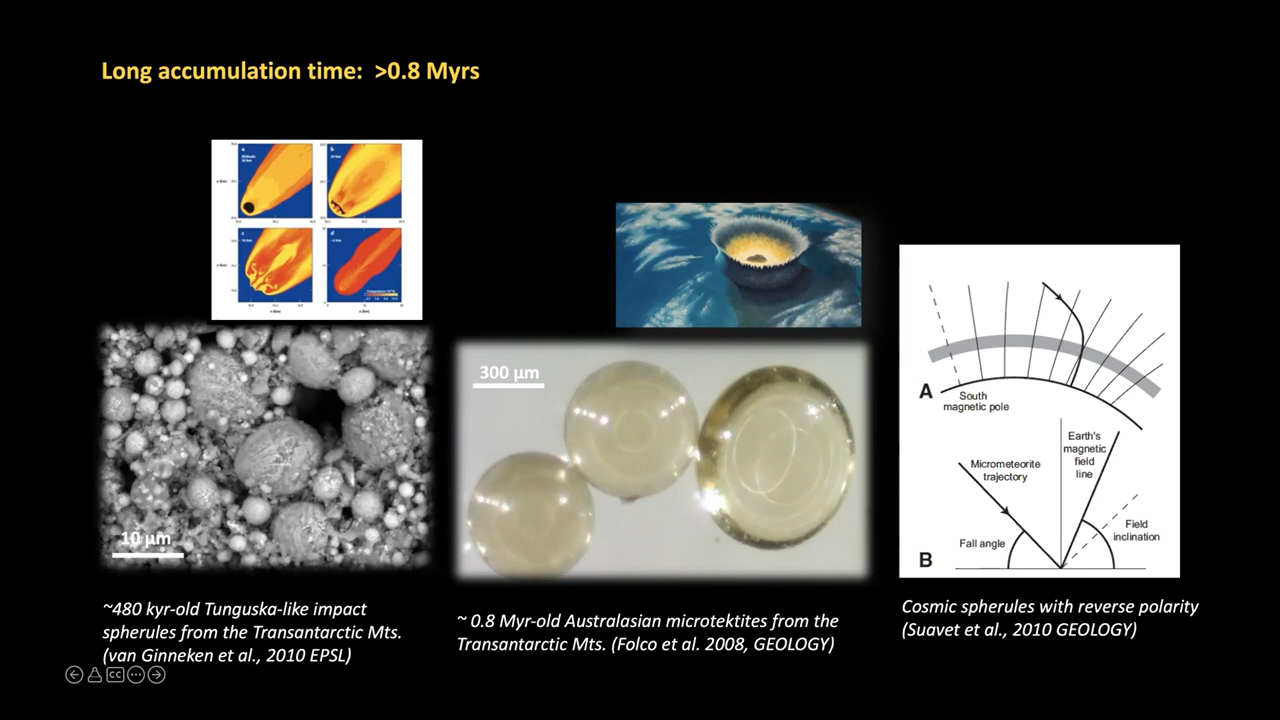 Long accumulation time: >0.8 Myrs
a
b
c
d
10 µm
300 µm
South
magnetic pole
A
Earth's
magnetic
field
line
Micrometeorite
trajectory
Fall angle
Field
inclination
B
~480 kyr-old Tunguska-like impact
spherules from the Transantarctic Mts.
(van Ginneken et al., 2010 EPSL)
~ 0.8 Myr-old Australasian microtektites from the
Transantarctic Mts. (Folco et al. 2008, GEOLOGY)
Cosmic spherules with reverse polarity
(Suavet et al., 2010 GEOLOGY)
CC